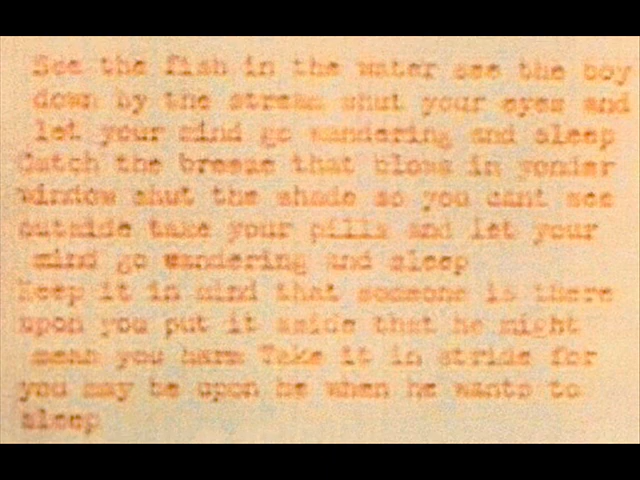 See the fish in the water see the boy
down by the stream shut your eyes and
let your mind go wandering and sleep
Catch the breeze that blows in yonder
window shut the shade so you cant see
outside take your pills and let your
mind go wandering and sleep
Keep it in mind that someone is there
upon you put it aside that he might
mean you harm Take it in stride for
you may be upon he when he wants to
sleep